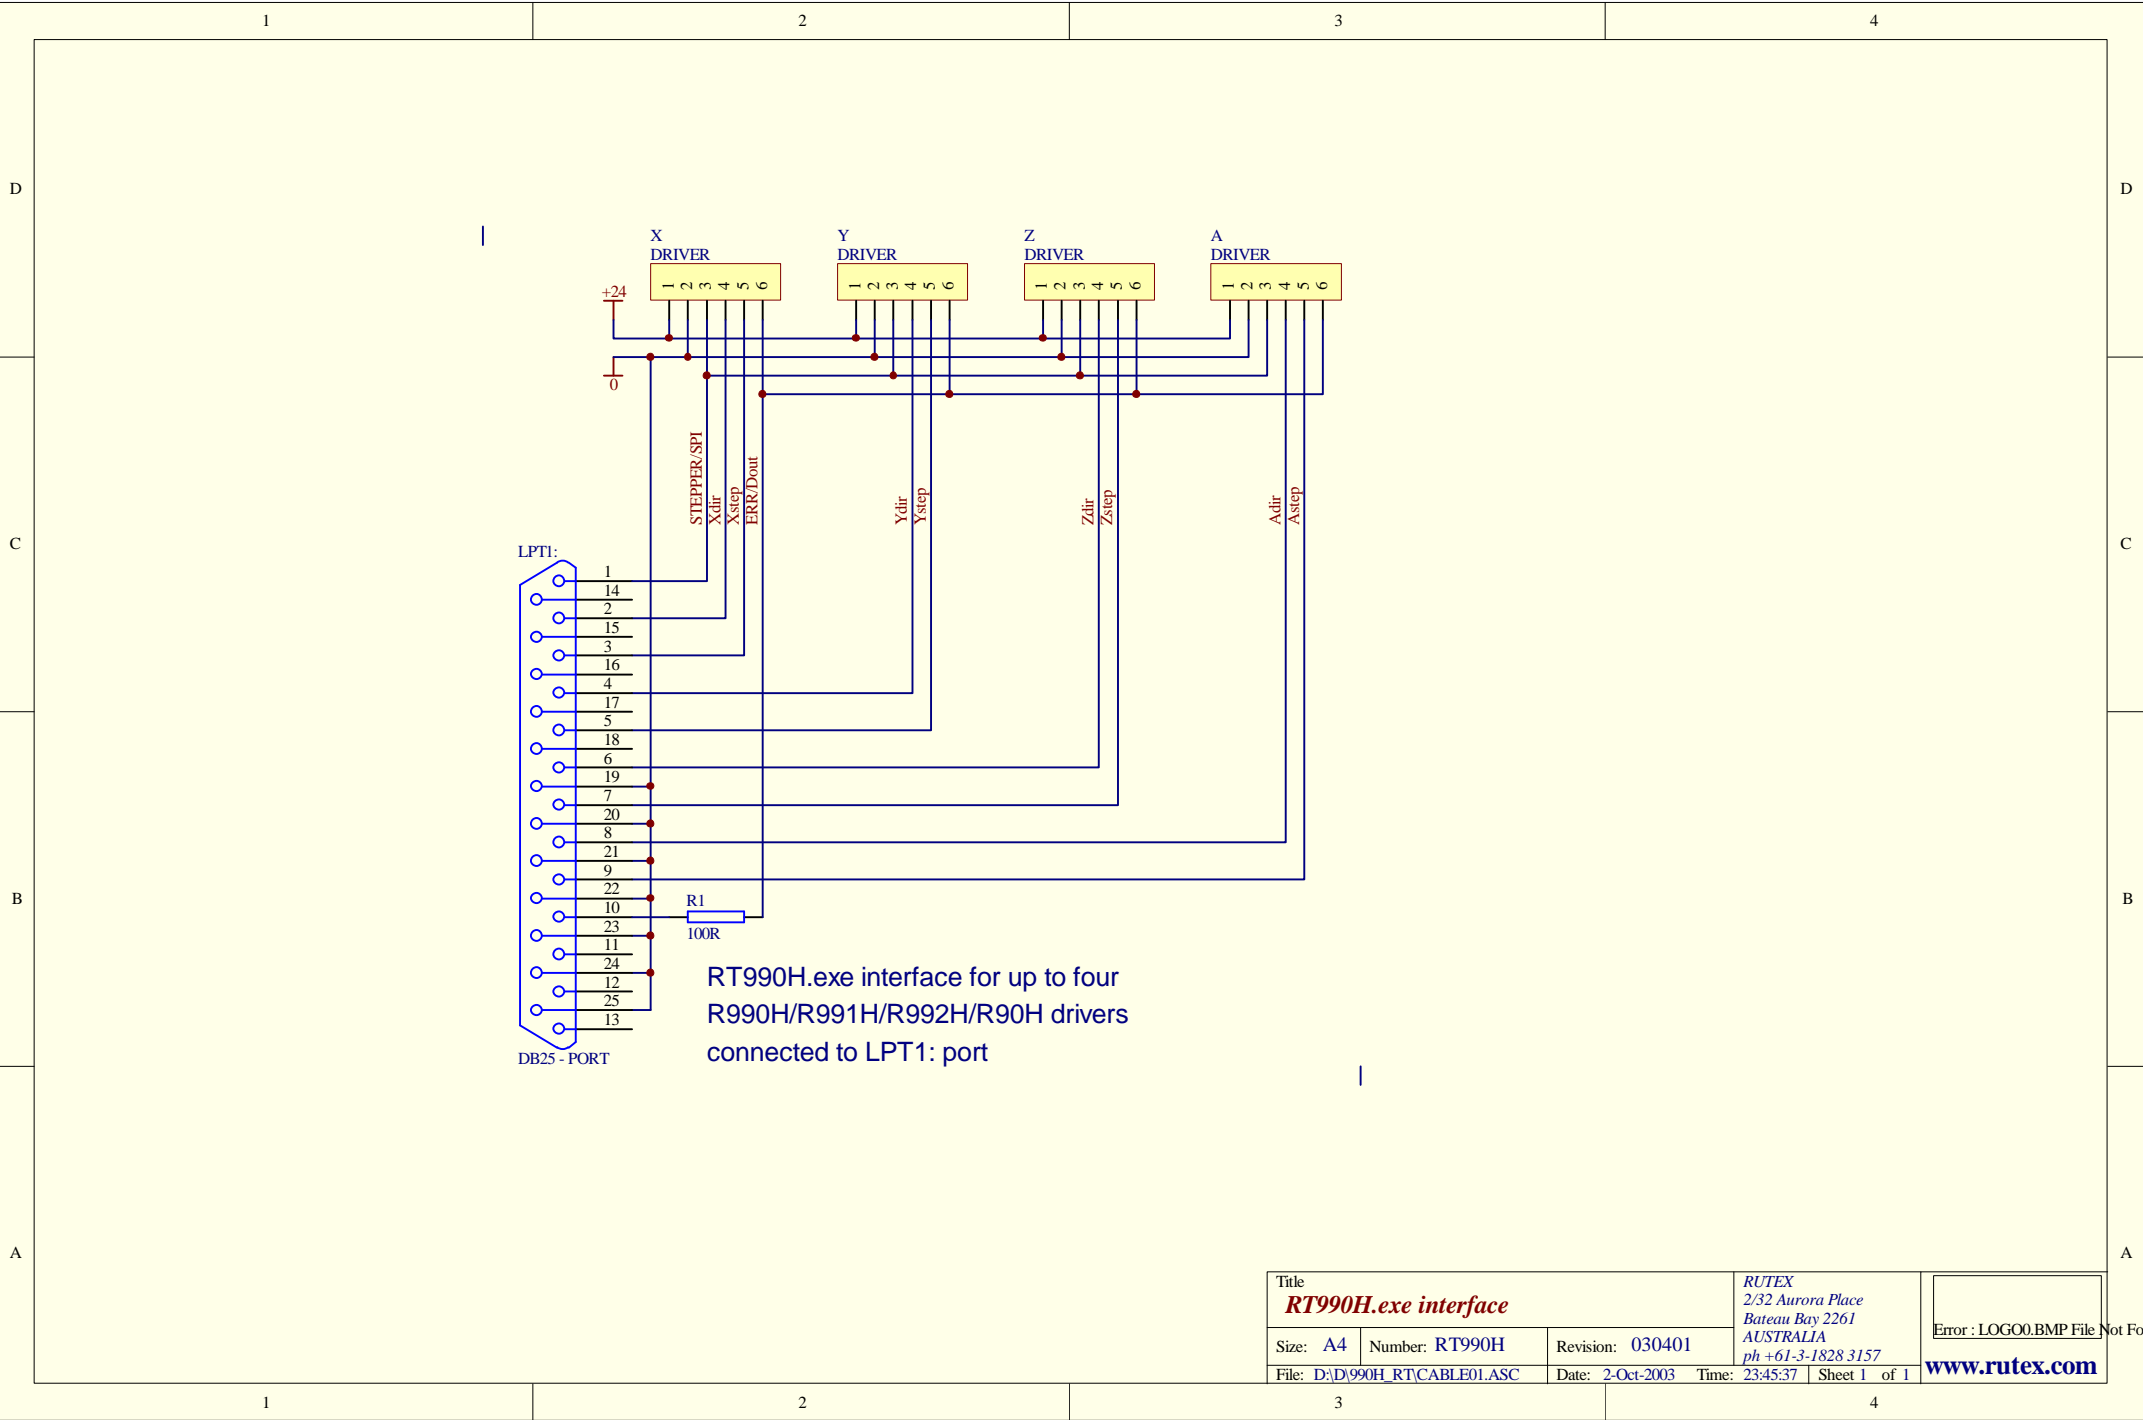 1 2 3 4
D D
X Y Z A
DRIVER DRIVER DRIVER DRIVER
1 2 3 4 5 6 1 2 3 4 5 6 1 2 3 4 5 6 1 2 3 4 5 6
+24
0
STEPPER/SPI Xdir Xstep ERR/Dout Ydir Ystep Zdir Zstep Adir Astep
C C
LPT1:
1
14
2
15
3
16
4
17
5
18
6
19
7
20
8
21
9
22
10
23
11
24
12
25
13
DB25 - PORT
B B
R1
100R
RT990H.exe interface for up to four
R990H/R991H/R992H/R90H drivers
connected to LPT1: port
A A
Title
RT990H.exe interface
Size: A4 Number: RT990H Revision: 030401
File: D:\D\990H_RT\CABLE01.ASC Date: 2-Oct-2003 Time: 23:45:37 Sheet 1 of 1
RUTEX
2/32 Aurora Place
Bateau Bay 2261
AUSTRALIA
ph +61-3-1828 3157
Error : LOGO0.BMP File Not Fo
www.rutex.com
1 2 3 4